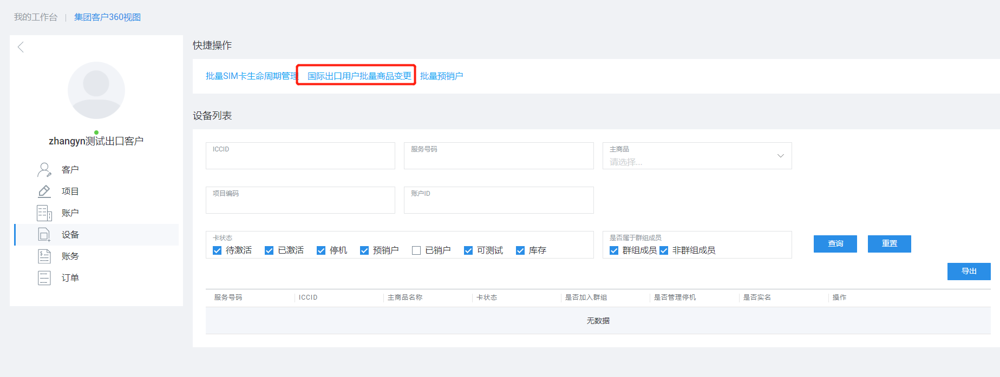 我的工作台 | 集团客户360视图
zhangyn测试出口客户
客户
项目
账户
设备
账务
订单
快捷操作
批量SIM卡生命周期管理 国际出口用户批量商品变更 批量预销户
设备列表
ICCID 服务号码 主商品
请选择...
项目编码 账户ID
卡状态 是否属于群组成员
待激活 已激活 停机 预销户 已销户 可测试 库存 群组成员 非群组成员 查询 重置
导出
服务号码 ICCID 主商品名称 卡状态 是否加入群组 是否管理停机 是否实名 操作
无数据